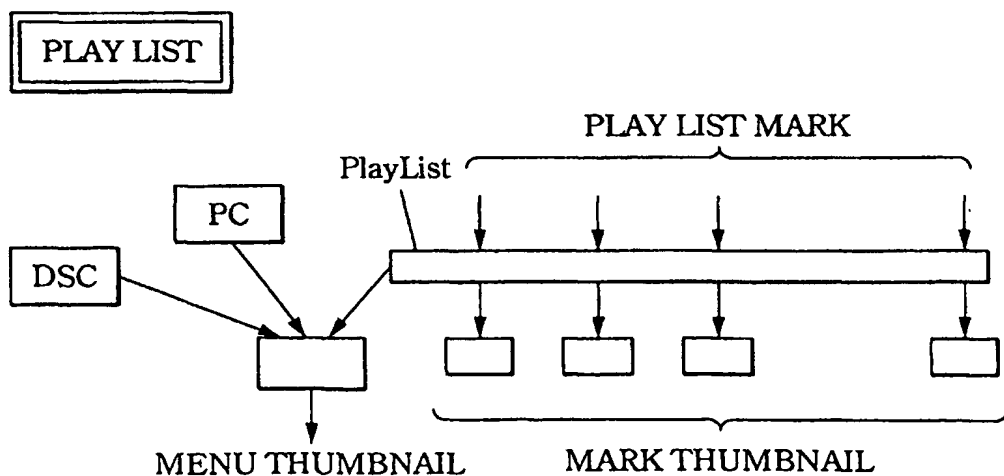 PLAY LIST
PLAY LIST MARK
PlayList
PC
DSC
MENU THUMBNAIL
MARK THUMBNAIL